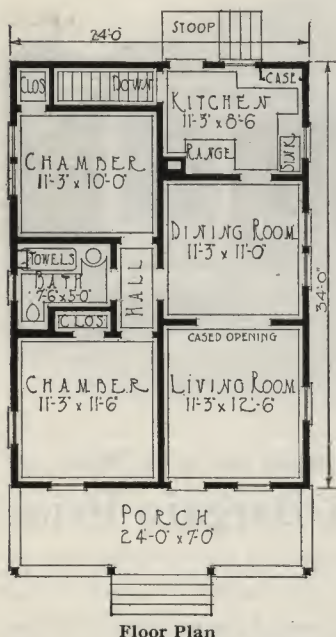 STOOP
24'-0"
CLOS
DOWN
CASE
KITCHEN
11'-3" x 8'-6"
RANGE
SINK
CHAMBER
11'-3" x 10'-0"
DINING ROOM
11'-3" x 11'-0"
TOWELS
BATH
7'-6" x 5'-0"
HALL
34'-0"
CLOS
CASED OPENING
CHAMBER
11'-3" x 11'-6"
LIVING ROOM
11'-3" x 12'-6"
PORCH
24'-0" x 7'-0"
Floor Plan